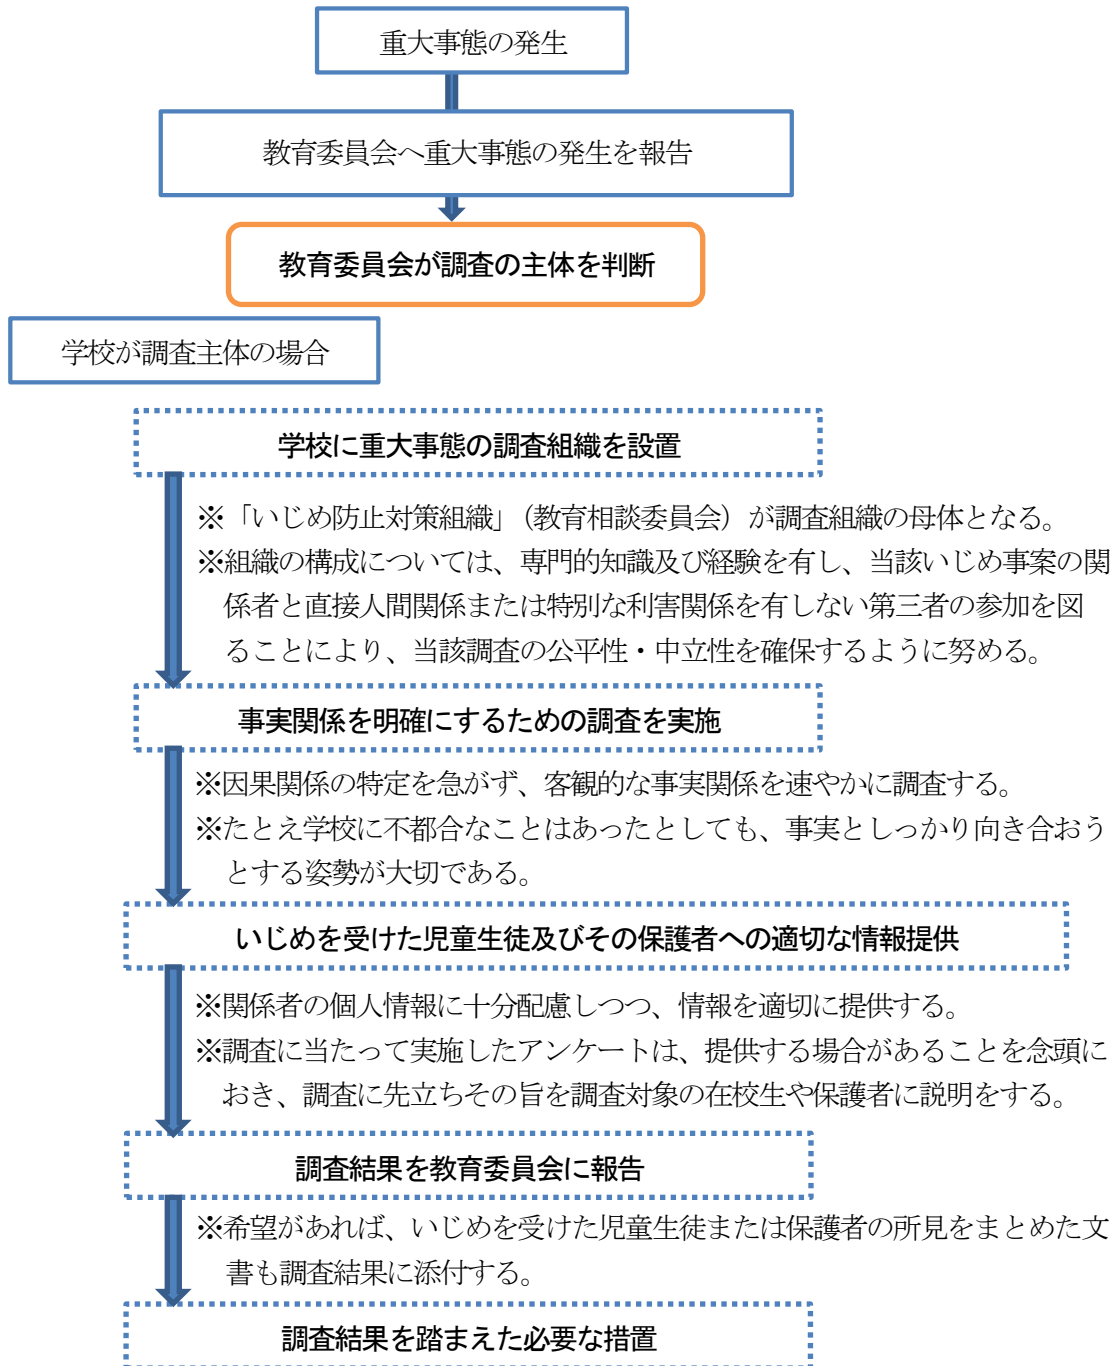 重大事態の発生
教育委員会へ重大事態の発生を報告
教育委員会が調査の主体を判断
学校が調査主体の場合
学校に重大事態の調査組織を設置
※「いじめ防止対策組織」（教育相談委員会）が調査組織の母体となる。
※組織の構成については、専門的知識及び経験を有し、当該いじめ事案の関
係者と直接人間関係または特別な利害関係を有しない第三者の参加を図
ることにより、当該調査の公平性・中立性を確保するように努める。
事実関係を明確にするための調査を実施
※因果関係の特定を急がず、客観的な事実関係を速やかに調査する。
※たとえ学校に不都合なことはあったとしても、事実としっかり向き合おう
とする姿勢が大切である。
いじめを受けた児童生徒及びその保護者への適切な情報提供
※関係者の個人情報に十分配慮しつつ、情報を適切に提供する。
※調査に当たって実施したアンケートは、提供する場合があることを念頭に
おき、調査に先立ちその旨を調査対象の在校生や保護者に説明をする。
調査結果を教育委員会に報告
※希望があれば、いじめを受けた児童生徒または保護者の所見をまとめた文
書も調査結果に添付する。
調査結果を踏まえた必要な措置